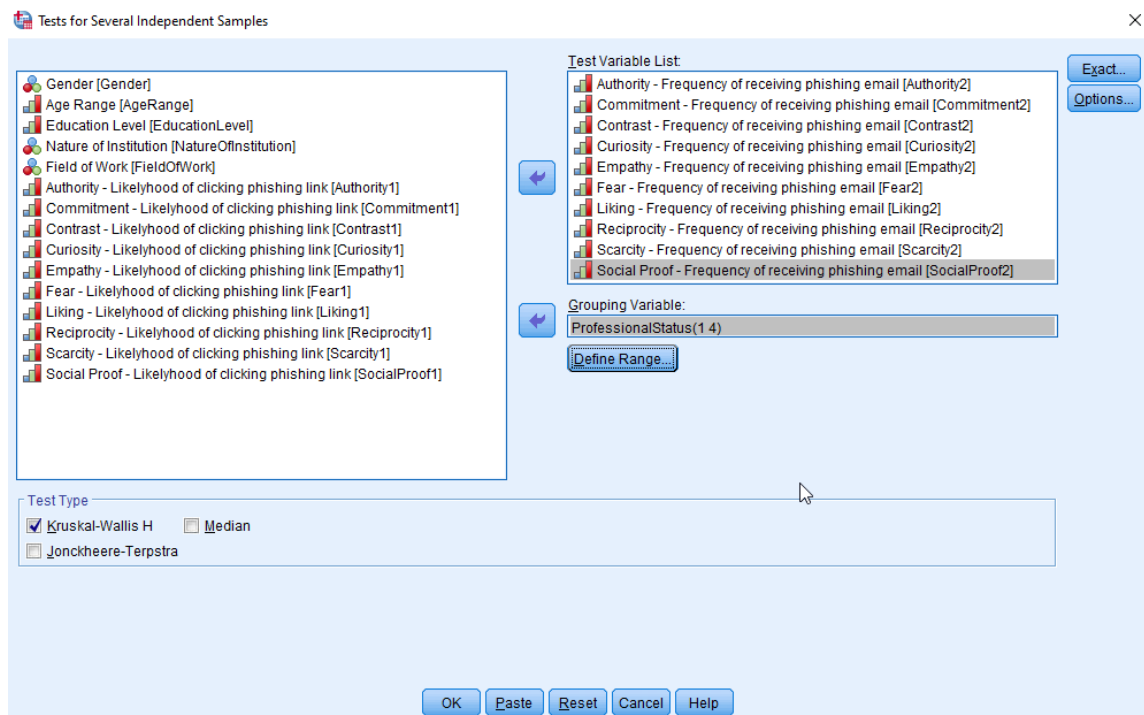 Tests for Several Independent Samples
Gender [Gender]
Age Range [AgeRange]
Education Level [EducationLevel]
Nature of Institution [NatureOfInstitution]
Field of Work [FieldOfWork]
Authority - Likelyhood of clicking phishing link [Authority1]
Commitment - Likelyhood of clicking phishing link [Commitment1]
Contrast - Likelyhood of clicking phishing link [Contrast1]
Curiosity - Likelyhood of clicking phishing link [Curiosity1]
Empathy - Likelyhood of clicking phishing link [Empathy1]
Fear - Likelyhood of clicking phishing link [Fear1]
Liking - Likelyhood of clicking phishing link [Liking1]
Reciprocity - Likelyhood of clicking phishing link [Reciprocity1]
Scarcity - Likelyhood of clicking phishing link [Scarcity1]
Social Proof - Likelyhood of clicking phishing link [SocialProof1]
Test Variable List:
Authority - Frequency of receiving phishing email [Authority2]
Commitment - Frequency of receiving phishing email [Commitment2]
Contrast - Frequency of receiving phishing email [Contrast2]
Curiosity - Frequency of receiving phishing email [Curiosity2]
Empathy - Frequency of receiving phishing email [Empathy2]
Fear - Frequency of receiving phishing email [Fear2]
Liking - Frequency of receiving phishing email [Liking2]
Reciprocity - Frequency of receiving phishing email [Reciprocity2]
Scarcity - Frequency of receiving phishing email [Scarcity2]
Social Proof - Frequency of receiving phishing email [SocialProof2]
Grouping Variable:
ProfessionalStatus(1 4)
Define Range...
Exact...
Options...
Test Type
Kruskal-Wallis H Median
Jonckheere-Terpstra
OK Paste Reset Cancel Help